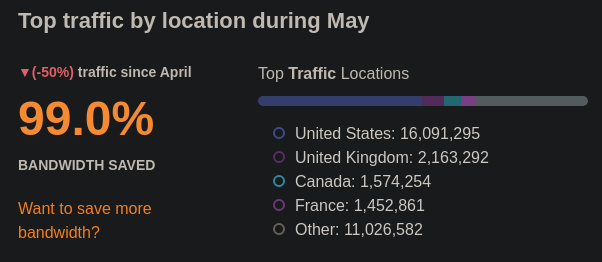 Top traffic by location during May
▼(-50%) traffic since April
99.0%
BANDWIDTH SAVED
Want to save more
bandwidth?
Top Traffic Locations
United States: 16,091,295
United Kingdom: 2,163,292
Canada: 1,574,254
France: 1,452,861
Other: 11,026,582